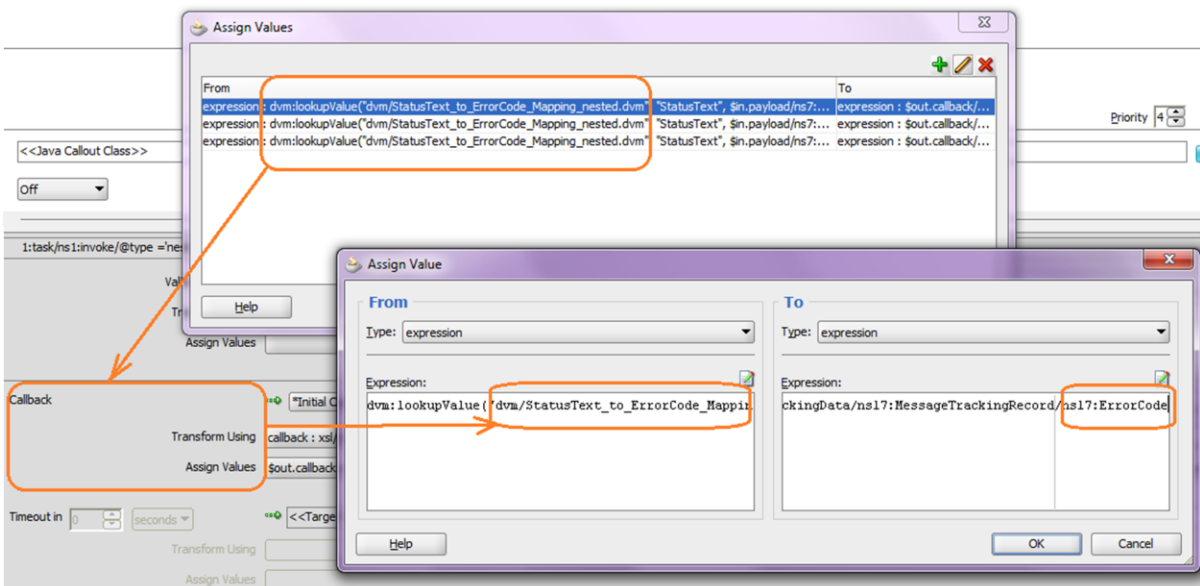 Assign Values
From
To
expression : dvm:lookupValue("dvm/StatusText_to_ErrorCode_Mapping_nested.dvm" "StatusText", $in.payload/ns7:... expression : $out.callback/...
expression : dvm:lookupValue("dvm/StatusText_to_ErrorCode_Mapping_nested.dvm" "StatusText", $in.payload/ns7:... expression : $out.callback/...
expression : dvm:lookupValue("dvm/StatusText_to_ErrorCode_Mapping_nested.dvm" "StatusText", $in.payload/ns7:... expression : $out.callback/...
Priority 4
<<Java Callout Class>>
Off
1:task/ns1:invoke/@type ='nes
Help
Assign Values
Assign Value
From
To
Type: expression
Type: expression
Expression:
Expression:
dvm:lookupValue("dvm/StatusText_to_ErrorCode_Mappin
ckingData/ns17:MessageTrackingRecord/ns17:ErrorCode
Callback
"Initial C
Transform Using callback : xsl/
Assign Values $out.callback
Timeout in 0 seconds
<<Targe
Transform Using
Assign Values
Help
OK
Cancel